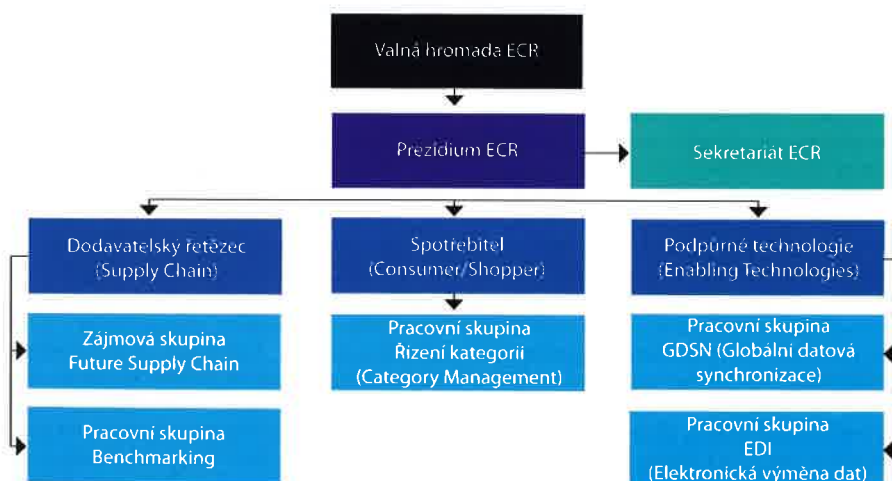 Valná hromada ECR
Prezídium ECR
Sekretariát ECR
Dodavatelský řetězec
(Supply Chain)
Spotřebitel
(Consumer/Shopper)
Podpůrné technologie
(Enabling Technologies)
Zájmová skupina
Future Supply Chain
Pracovní skupina
Řízení kategorií
(Category Management)
Pracovní skupina
GDSN (Globální datová
synchronizace)
Pracovní skupina
Benchmarking
Pracovní skupina
EDI
(Elektronická výměna dat)